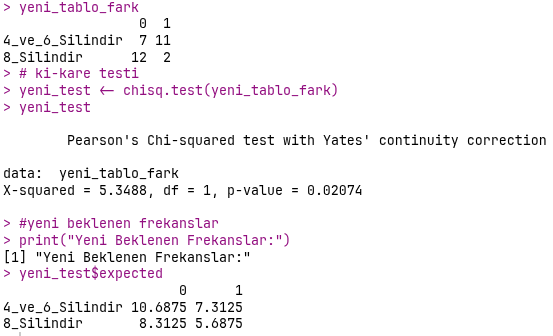 > yeni_tablo_fark
                 0  1
4_ve_6_Silindir  7 11
8_Silindir      12  2
> # ki-kare testi
> yeni_test <- chisq.test(yeni_tablo_fark)
> yeni_test

        Pearson's Chi-squared test with Yates' continuity correction

data:  yeni_tablo_fark
X-squared = 5.3488, df = 1, p-value = 0.02074

> #yeni beklenen frekanslar
> print("Yeni Beklenen Frekanslar:")
[1] "Yeni Beklenen Frekanslar:"
> yeni_test$expected
                      0      1
4_ve_6_Silindir 10.6875 7.3125
8_Silindir       8.3125 5.6875